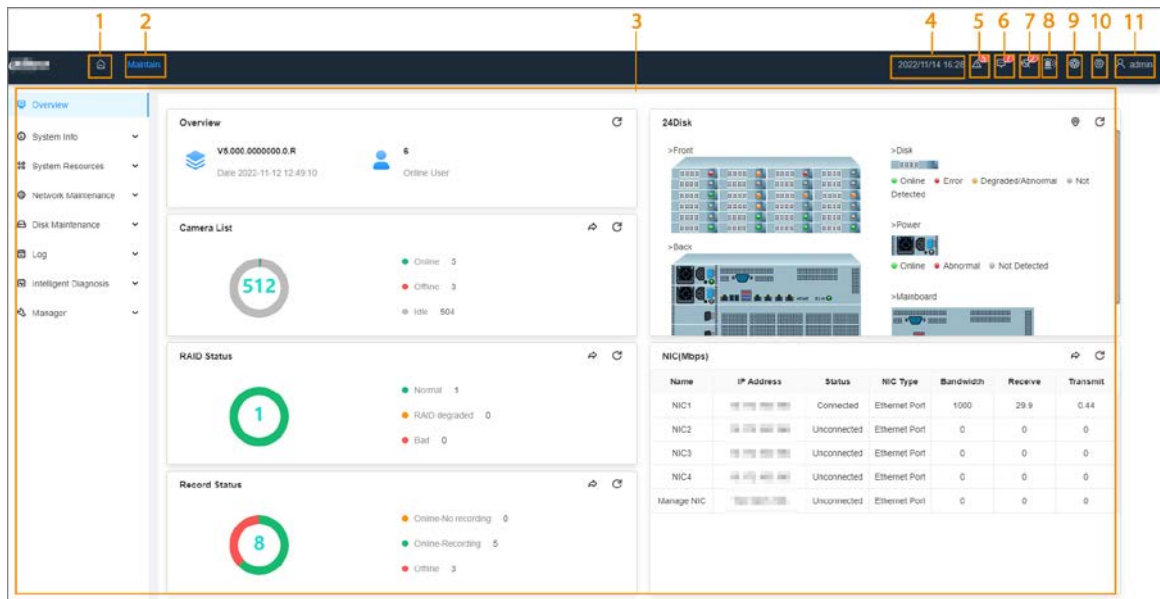 1 2 3 4 5 6 7 8 9 10 11
Maintain 2022/11/14 16:28 admin
Overview
System Info
System Resources
Network Maintenance
Disk Maintenance
Log
Intelligent Diagnosis
Manager
Overview
V5.000.0000000.0.R
Date 2022-11-12 12:49:10
6
Online User
Camera List
512
Online 5
Offline 3
Idle 504
RAID Status
1
Normal 1
RAID degraded 0
Bad 0
Record Status
8
Online-No recording 0
Online-Recording 5
Offline 3
24Disk
>Front
>Back
>Disk
Online Error Degraded/Abnormal Not
Detected
>Power
Online Abnormal Not Detected
>Mainboard
NIC(Mbps)
Name IP Address Status NIC Type Bandwidth Receive Transmit
NIC1 Connected Ethernet Port 1000 29.9 0.44
NIC2 Unconnected Ethernet Port 0 0 0
NIC3 Unconnected Ethernet Port 0 0 0
NIC4 Unconnected Ethernet Port 0 0 0
Manage NIC Unconnected Ethernet Port 0 0 0